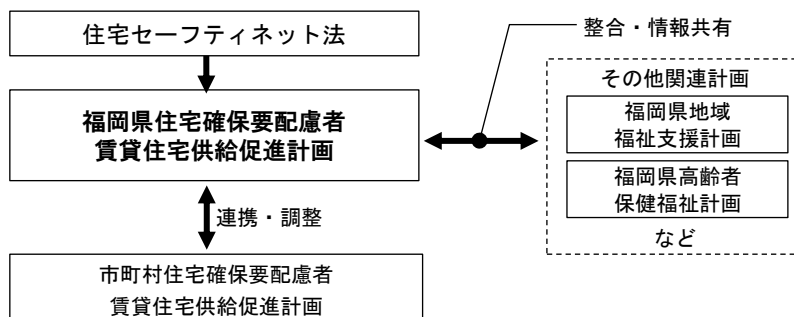 住宅セーフティネット法
整合・情報共有
その他関連計画
福岡県住宅確保要配慮者
賃貸住宅供給促進計画
福岡県地域
福祉支援計画
福岡県高齢者
保健福祉計画
など
連携・調整
市町村住宅確保要配慮者
賃貸住宅供給促進計画